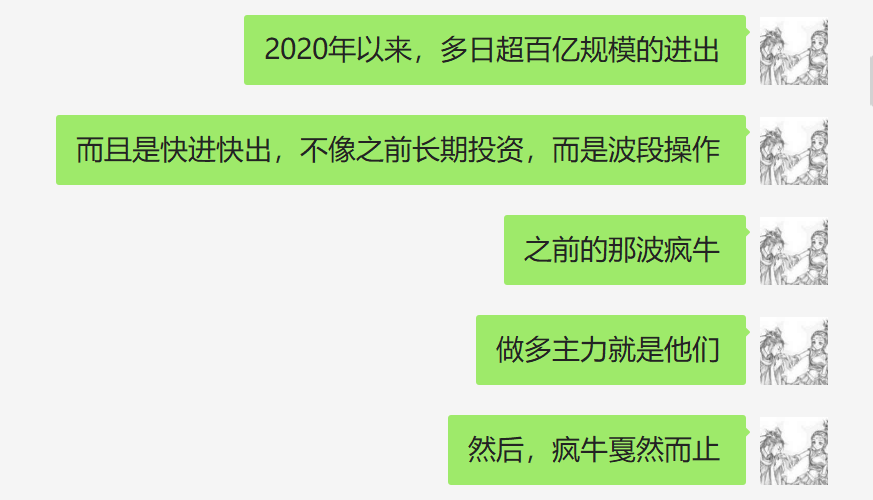 2020年以来，多日超百亿规模的进出
而且是快进快出，不像之前长期投资，而是波段操作
之前的那波疯牛
做多主力就是他们
然后，疯牛戛然而止